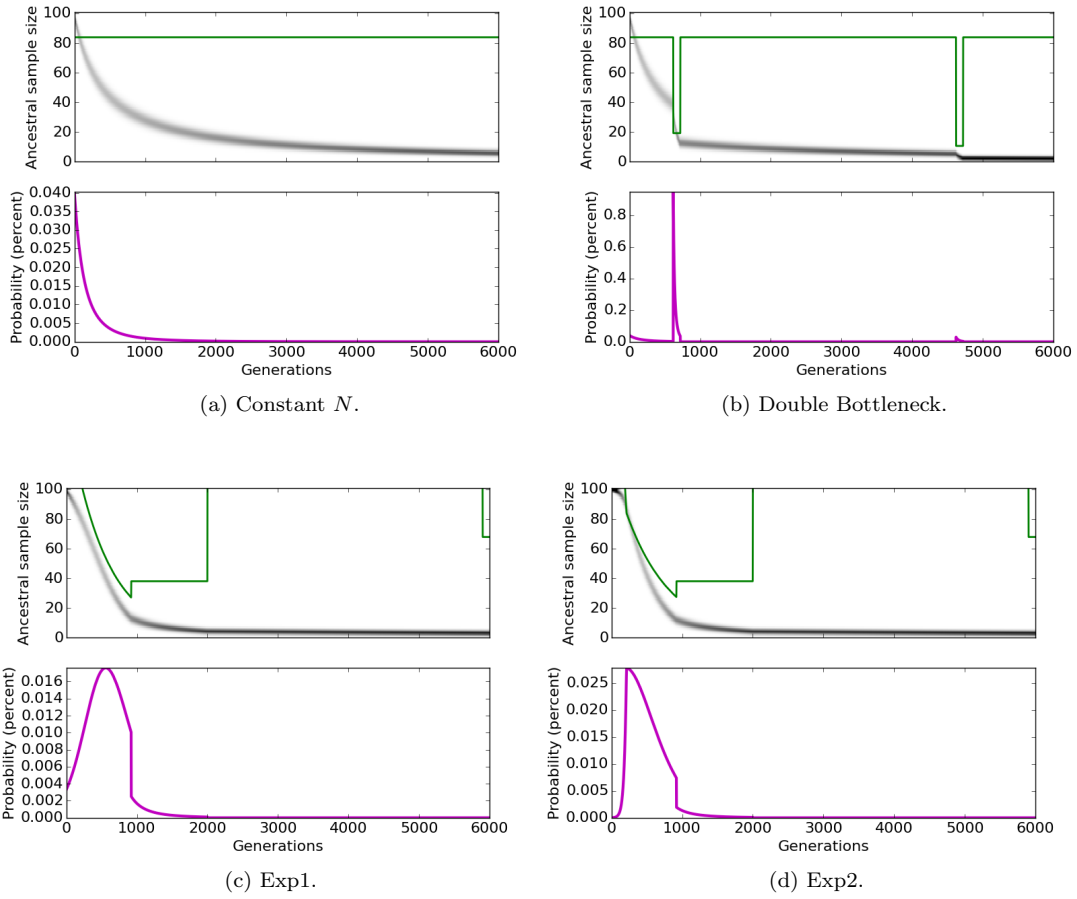 100
80
60
40
20
0
Ancestral sample size
0.040
0.035
0.030
0.025
0.020
0.015
0.010
0.005
0.000
Probability (percent)
0 1000 2000 3000 4000 5000 6000
Generations
(a) Constant N.
100
80
60
40
20
0
Ancestral sample size
0.8
0.6
0.4
0.2
0.0
Probability (percent)
0 1000 2000 3000 4000 5000 6000
Generations
(b) Double Bottleneck.
100
80
60
40
20
0
Ancestral sample size
0.016
0.014
0.012
0.010
0.008
0.006
0.004
0.002
0.000
Probability (percent)
0 1000 2000 3000 4000 5000 6000
Generations
(c) Exp1.
100
80
60
40
20
0
Ancestral sample size
0.025
0.020
0.015
0.010
0.005
0.000
Probability (percent)
0 1000 2000 3000 4000 5000 6000
Generations
(d) Exp2.